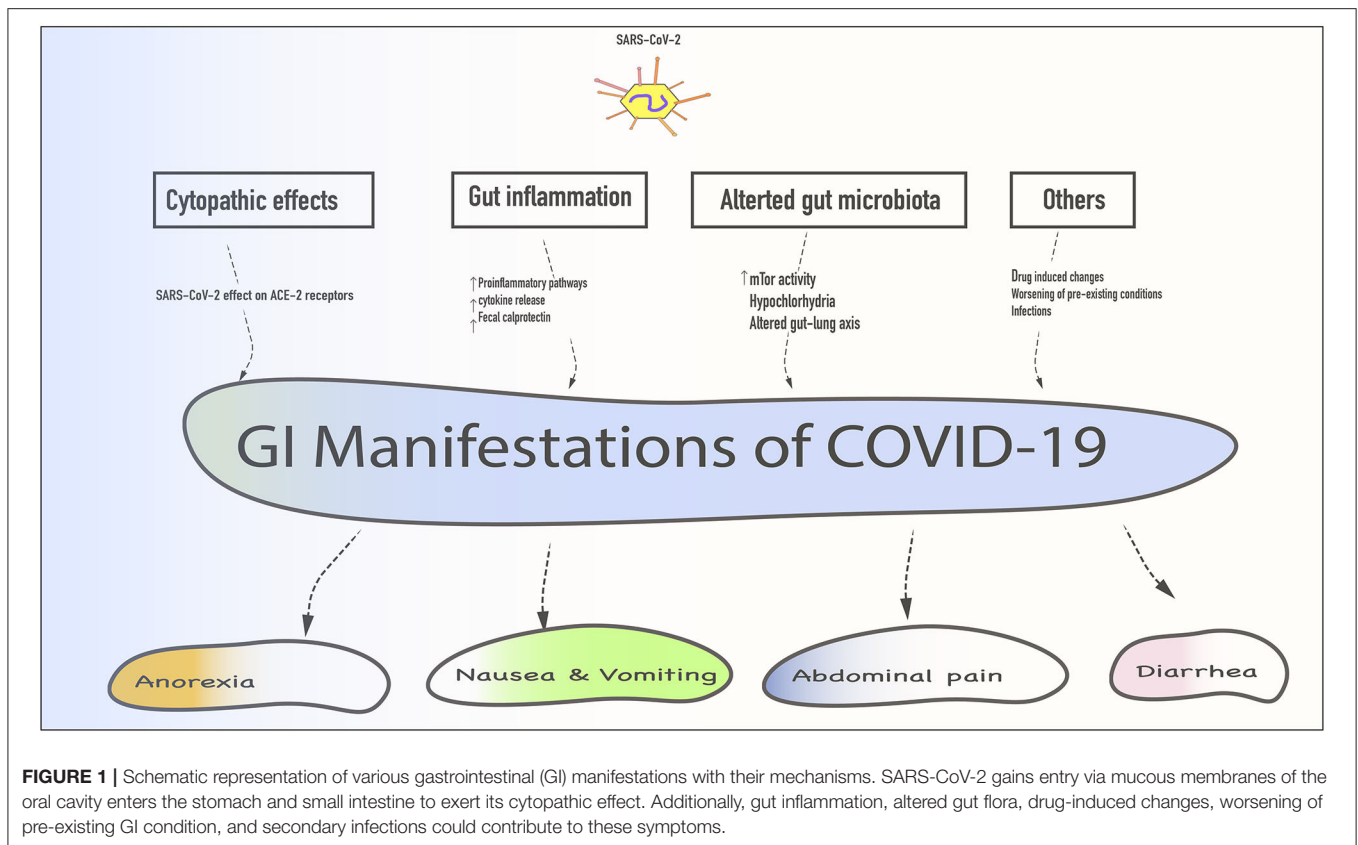 SARS-CoV-2
Cytopathic effects
Gut inflammation
Alterted gut microbiota
Others
SARS-CoV-2 effect on ACE-2 receptors
↑ Proinflammatory pathways
↑ cytokine release
↑ Fecal calprotectin
↑ mTor activity
Hypochlorhydria
Altered gut-lung axis
Drug induced changes
Worsening of pre-existing conditions
Infections
GI Manifestations of COVID-19
Anorexia
Nausea & Vomiting
Abdominal pain
Diarrhea
FIGURE 1 | Schematic representation of various gastrointestinal (GI) manifestations with their mechanisms. SARS-CoV-2 gains entry via mucous membranes of the
oral cavity enters the stomach and small intestine to exert its cytopathic effect. Additionally, gut inflammation, altered gut flora, drug-induced changes, worsening of
pre-existing GI condition, and secondary infections could contribute to these symptoms.